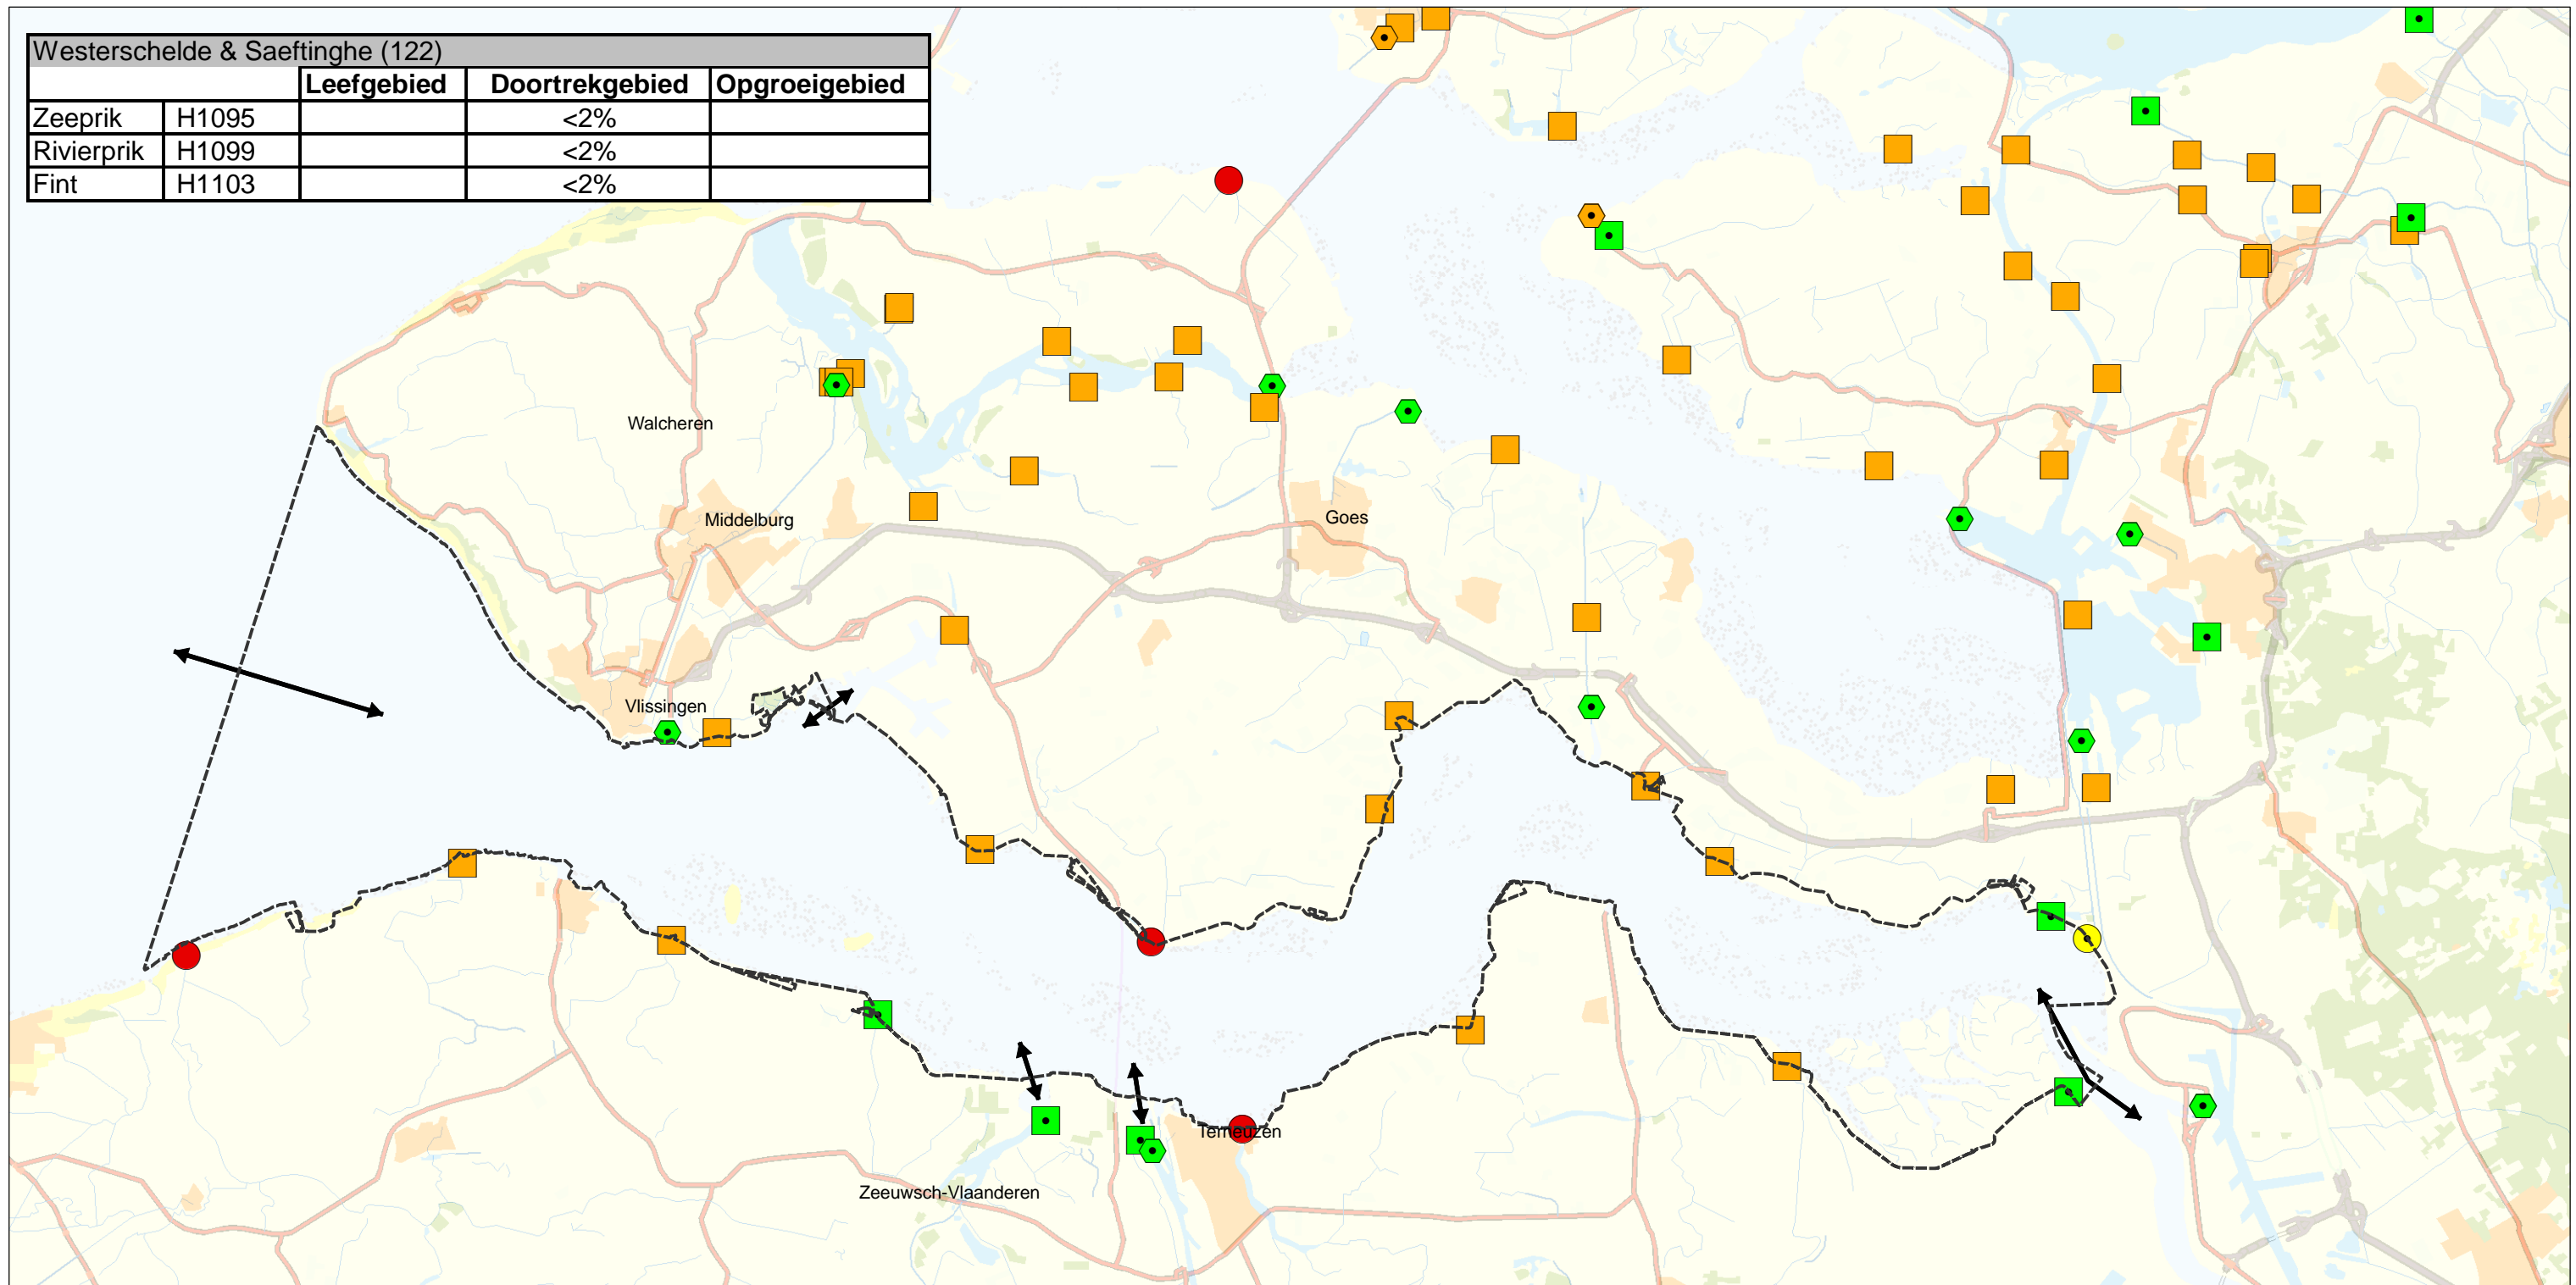 Westerschelde & Saeftinghe (122)
Leefgebied Doortrekgebied Opgroeigebied
Zeeprik H1095 <2%
Rivierprik H1099 <2%
Fint H1103 <2%
Walcheren
Middelburg
Goes
Vlissingen
Terneuzen
Zeeuwsch-Vlaanderen